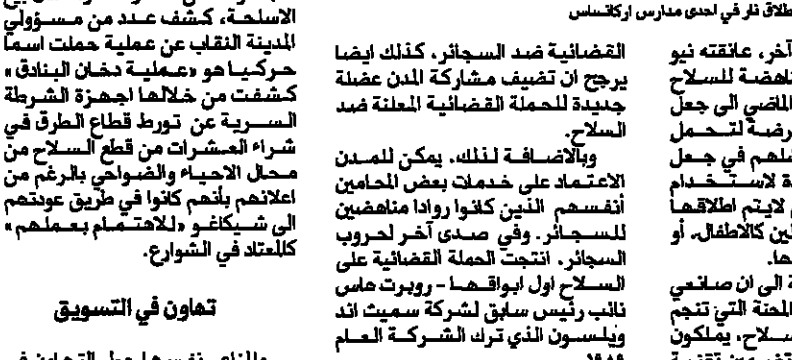 طلاق نار في احدى مدارس اركانساس
آخر، عانقته نيو
ناهضة للسلاح
الماضي الى جعل
رضة لتحمل
ضلهم في جعل
ة لاستخدام
لايتم اطلاقها
لين كالاطفال، أو
ها.
ة الى ان صانعي
المحنة التي تنجم
سلاح، يملكون
القضائية ضد السجائر، كذلك ايضا
يرجح ان تضيف مشاركة المدن عضلة
جديدة للحملة القضائية المعلنة ضد
السلاح.
وبالاضافة لذلك، يمكن للمدن
الاعتماد على خدمات بعض المحامين
أنفسهم الذين كانوا روادا مناهضين
للسجائر. وفي صدى آخر لحروب
السجائر، انتجت الحملة القضائية على
السلاح اول ابواقها - روبرت هاس
نائب رئيس سابق لشركة سميث اند
ويلسون الذي ترك الشركة العام
١٩٨٩
الاسلحة، كشف عدد من مسؤولي
المدينة النقاب عن عملية حملت اسما
حركيا هو «عملية دخان البنادق»
كشفت من خلالها اجهزة الشرطة
السرية عن تورط قطاع الطرق في
شراء العشرات من قطع السلاح من
محال الاحياء والضواحي بالرغم من
اعلانهم بأنهم كانوا في طريق عودتهم
الى شيكاغو «للاهتمام بعملهم»
كالمعتاد في الشوارع.
تهاون في التسويق